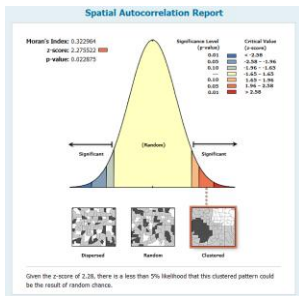 Spatial Autocorrelation Report
Moran's Index: 0.322964
z-score: 2.275522
p-value: 0.022875
Significance Level
(p-value)
Critical Value
(z-score)
0.01 < -2.58
0.05 -2.58 - -1.96
0.10 -1.96 - -1.65
— -1.65 - 1.65
0.10 1.65 - 1.96
0.05 1.96 - 2.58
0.01 > 2.58
(Random)
Significant
Significant
Dispersed
Random
Clustered
Given the z-score of 2.28, there is a less than 5% likelihood that this clustered pattern could
be the result of random chance.